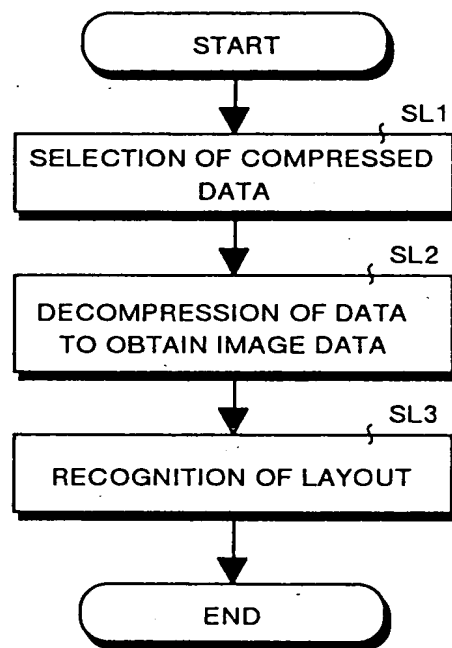 START
SL1
SELECTION OF COMPRESSED
DATA
SL2
DECOMPRESSION OF DATA
TO OBTAIN IMAGE DATA
SL3
RECOGNITION OF LAYOUT
END